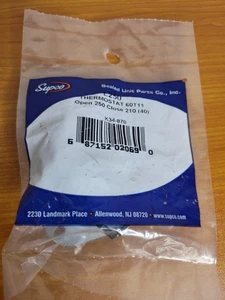 Supco
Sealed Unit Parts Co., Inc.
THERMOSTAT 60T11
Open 250 Close 210 (40)
6 87152 02069 0
2230 Landmark Place • Allenwood, NJ 08720 • www.supco.com